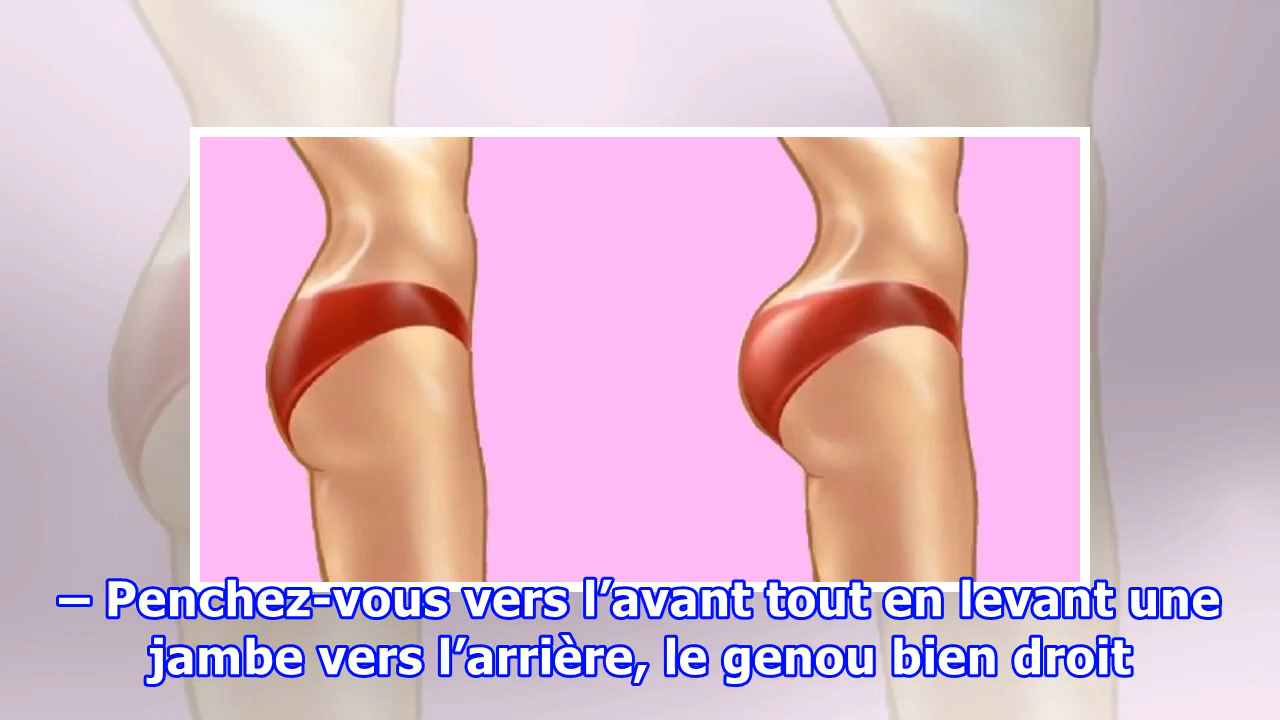 – Penchez-vous vers l’avant tout en levant une
jambe vers l’arrière, le genou bien droit